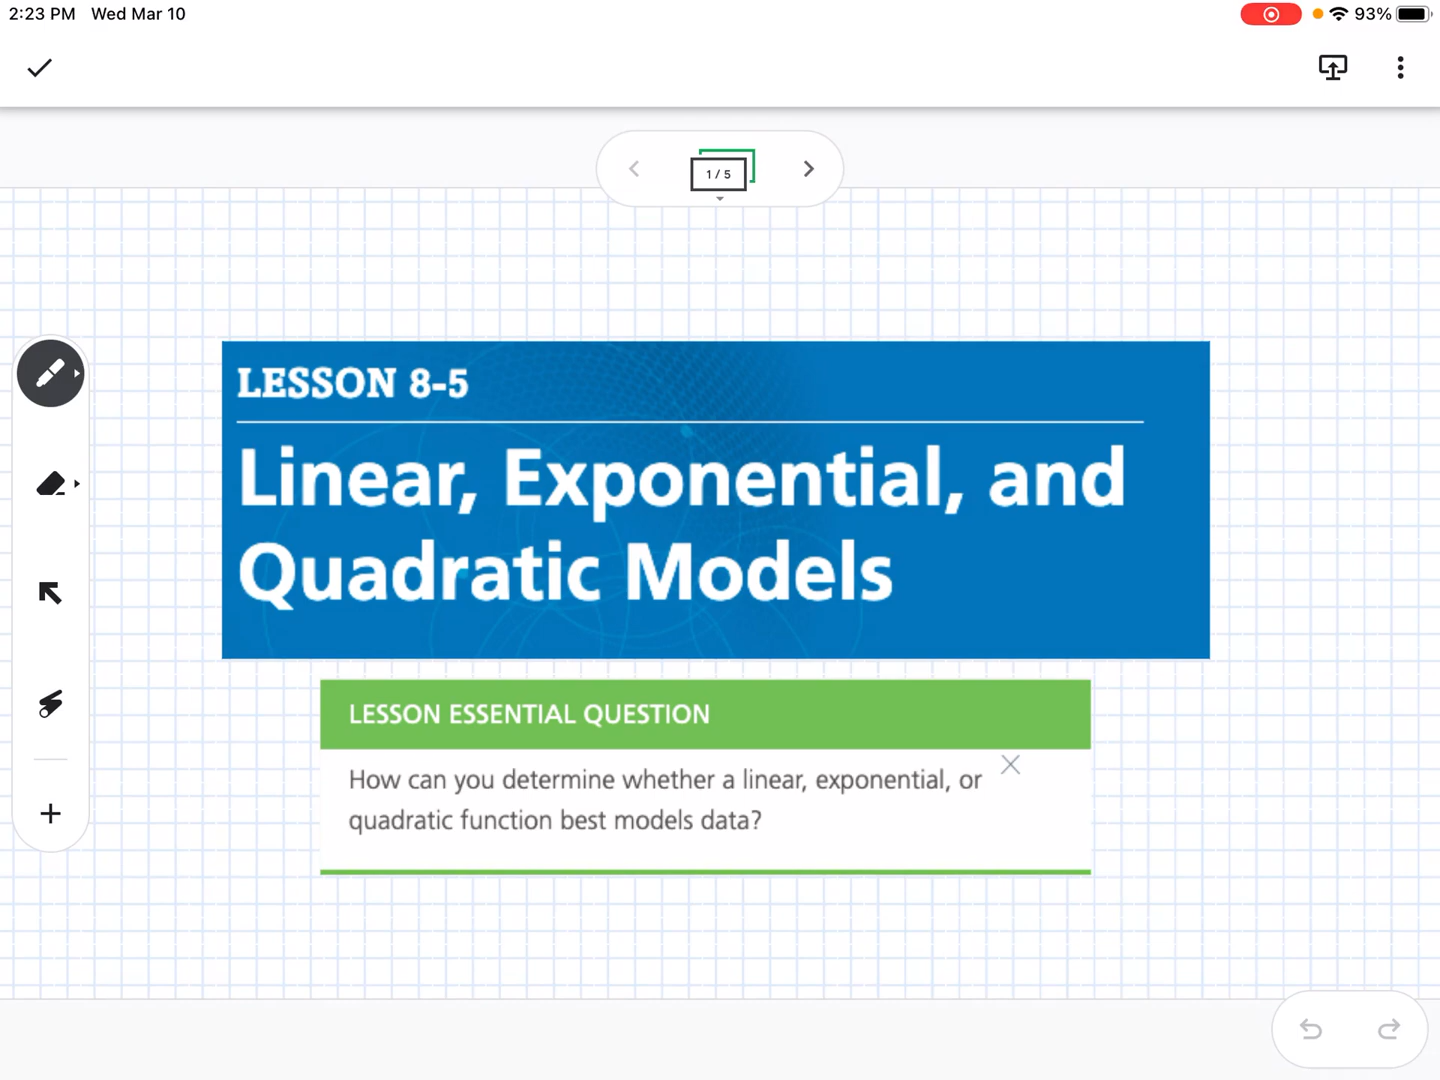 2:23 PM Wed Mar 10
93%
1 / 5
LESSON 8-5
Linear, Exponential, and
Quadratic Models
LESSON ESSENTIAL QUESTION
How can you determine whether a linear, exponential, or
quadratic function best models data?